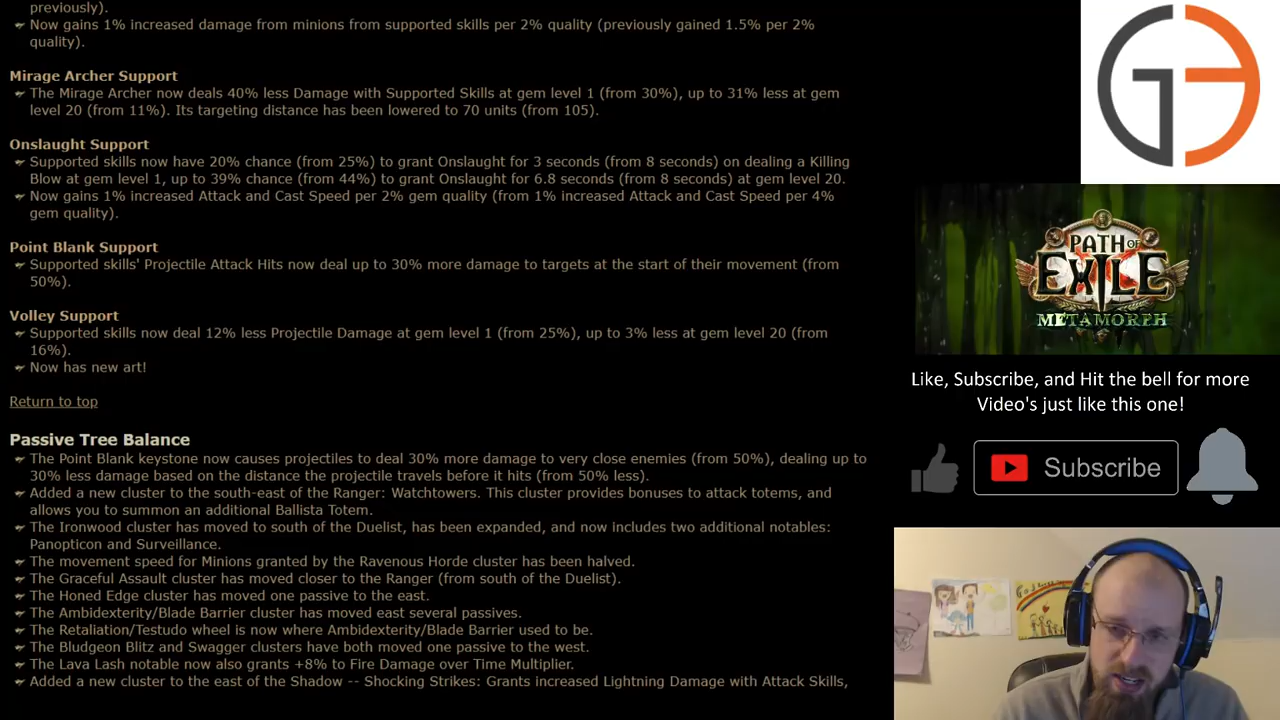 previously).
Now gains 1% increased damage from minions from supported skills per 2% quality (previously gained 1.5% per 2%
quality).
Mirage Archer Support
The Mirage Archer now deals 40% less Damage with Supported Skills at gem level 1 (from 30%), up to 31% less at gem
level 20 (from 11%). Its targeting distance has been lowered to 70 units (from 105).
Onslaught Support
Supported skills now have 20% chance (from 25%) to grant Onslaught for 3 seconds (from 8 seconds) on dealing a Killing
Blow at gem level 1, up to 39% chance (from 44%) to grant Onslaught for 6.8 seconds (from 8 seconds) at gem level 20.
Now gains 1% increased Attack and Cast Speed per 2% gem quality (from 1% increased Attack and Cast Speed per 4%
gem quality).
Point Blank Support
Supported skills' Projectile Attack Hits now deal up to 30% more damage to targets at the start of their movement (from
50%).
Volley Support
Supported skills now deal 12% less Projectile Damage at gem level 1 (from 25%), up to 3% less at gem level 20 (from
16%).
Now has new art!
Return to top
Passive Tree Balance
The Point Blank keystone now causes projectiles to deal 30% more damage to very close enemies (from 50%), dealing up to
30% less damage based on the distance the projectile travels before it hits (from 50% less).
Added a new cluster to the south-east of the Ranger: Watchtowers. This cluster provides bonuses to attack totems, and
allows you to summon an additional Ballista Totem.
The Ironwood cluster has moved to south of the Duelist, has been expanded, and now includes two additional notables:
Panopticon and Surveillance.
The movement speed for Minions granted by the Ravenous Horde cluster has been halved.
The Graceful Assault cluster has moved closer to the Ranger (from south of the Duelist).
The Honed Edge cluster has moved one passive to the east.
The Ambidexterity/Blade Barrier cluster has moved east several passives.
The Retaliation/Testudo wheel is now where Ambidexterity/Blade Barrier used to be.
The Bludgeon Blitz and Swagger clusters have both moved one passive to the west.
The Lava Lash notable now also grants +8% to Fire Damage over Time Multiplier.
Added a new cluster to the east of the Shadow -- Shocking Strikes: Grants increased Lightning Damage with Attack Skills,
PATH OF
EXILE
METAMORPH
Like, Subscribe, and Hit the bell for more
Video's just like this one!
Subscribe